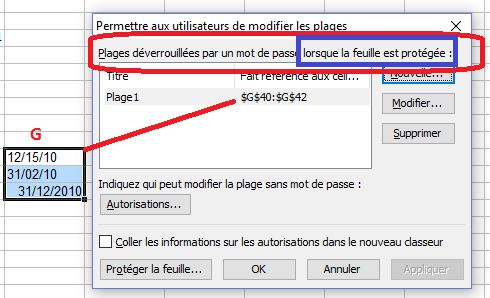 Permettre aux utilisateurs de modifier les plages
Plages déverrouillées par un mot de passe lorsque la feuille est protégée :
Titre Fait référence aux cell...
Nouvelle...
Plage1 $G$40:$G$42
Modifier...
Supprimer
G
12/15/10
31/02/10
31/12/2010
Indiquez qui peut modifier la plage sans mot de passe :
Autorisations...
Coller les informations sur les autorisations dans le nouveau classeur
Protéger la feuille... OK Annuler Appliquer